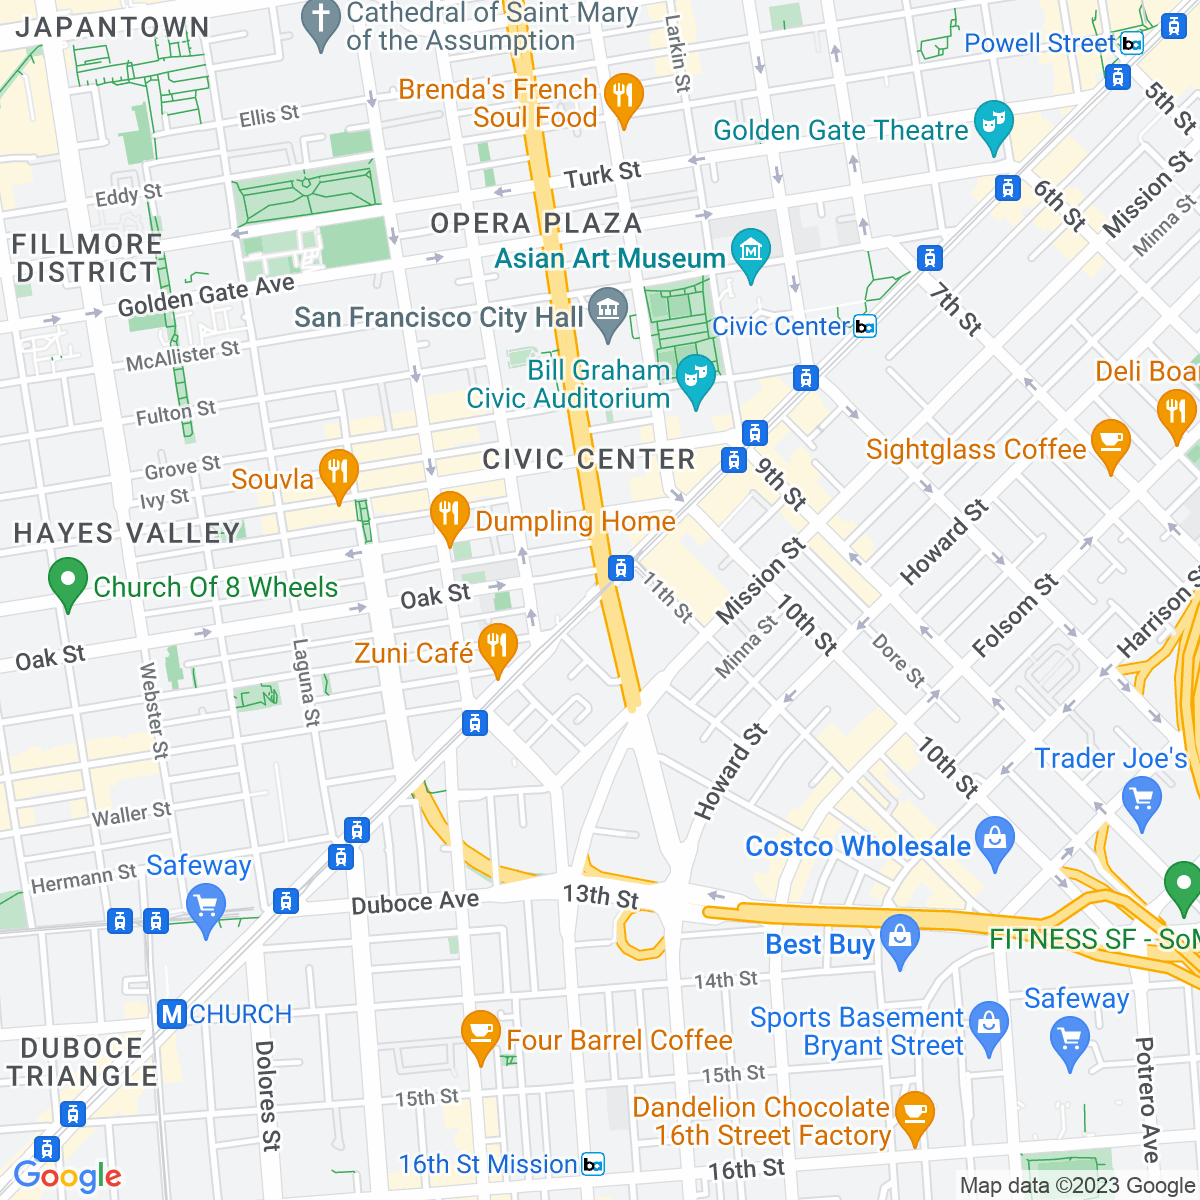 JAPANTOWN
Cathedral of Saint Mary
of the Assumption
Larkin St
Powell Street
5th St
Brenda's French
Soul Food
Golden Gate Theatre
Ellis St
Eddy St
Turk St
6th St
Mission St
Minna St
OPERA PLAZA
FILLMORE
DISTRICT
Asian Art Museum
Golden Gate Ave
San Francisco City Hall
Civic Center
7th St
McAllister St
Bill Graham
Civic Auditorium
Deli Boa
Fulton St
Sightglass Coffee
Grove St
Souvla
CIVIC CENTER
9th St
Ivy St
HAYES VALLEY
Dumpling Home
Howard St
Mission St
Church Of 8 Wheels
Oak St
11th St
10th St
Folsom St
Harrison St
Minna St
Dore St
Oak St
Zuni Café
Laguna St
Webster St
Howard St
10th St
Trader Joe's
Waller St
Costco Wholesale
Hermann St
Safeway
Duboce Ave
13th St
Best Buy
FITNESS SF - SoM
14th St
M CHURCH
Safeway
Sports Basement
Bryant Street
Four Barrel Coffee
DUBOCE
TRIANGLE
Dolores St
Potrero Ave
15th St
15th St
Dandelion Chocolate
16th Street Factory
16th St Mission
16th St
Google
Map data ©2023 Google